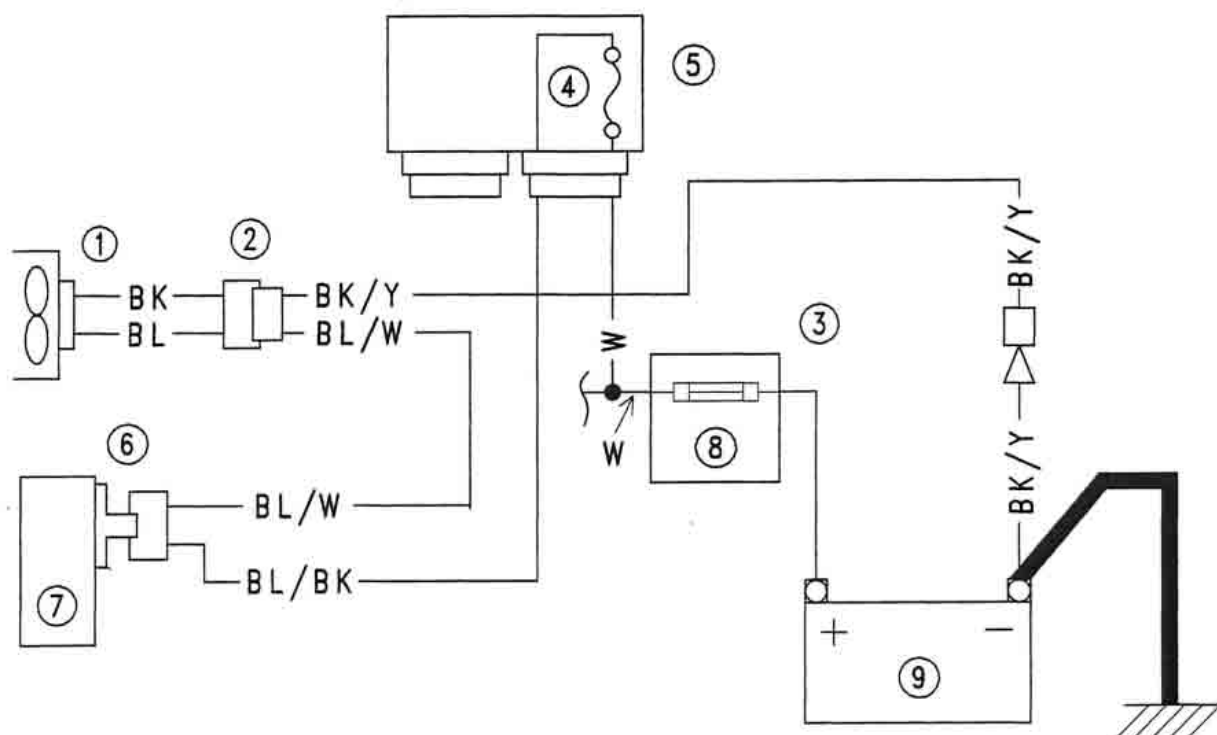 ④
⑤
①
②
BK
BK/Y
BL
BL/W
BK/Y
③
W
W
⑧
⑥
BL/W
BK/Y
⑦
BL/BK
+
−
⑨